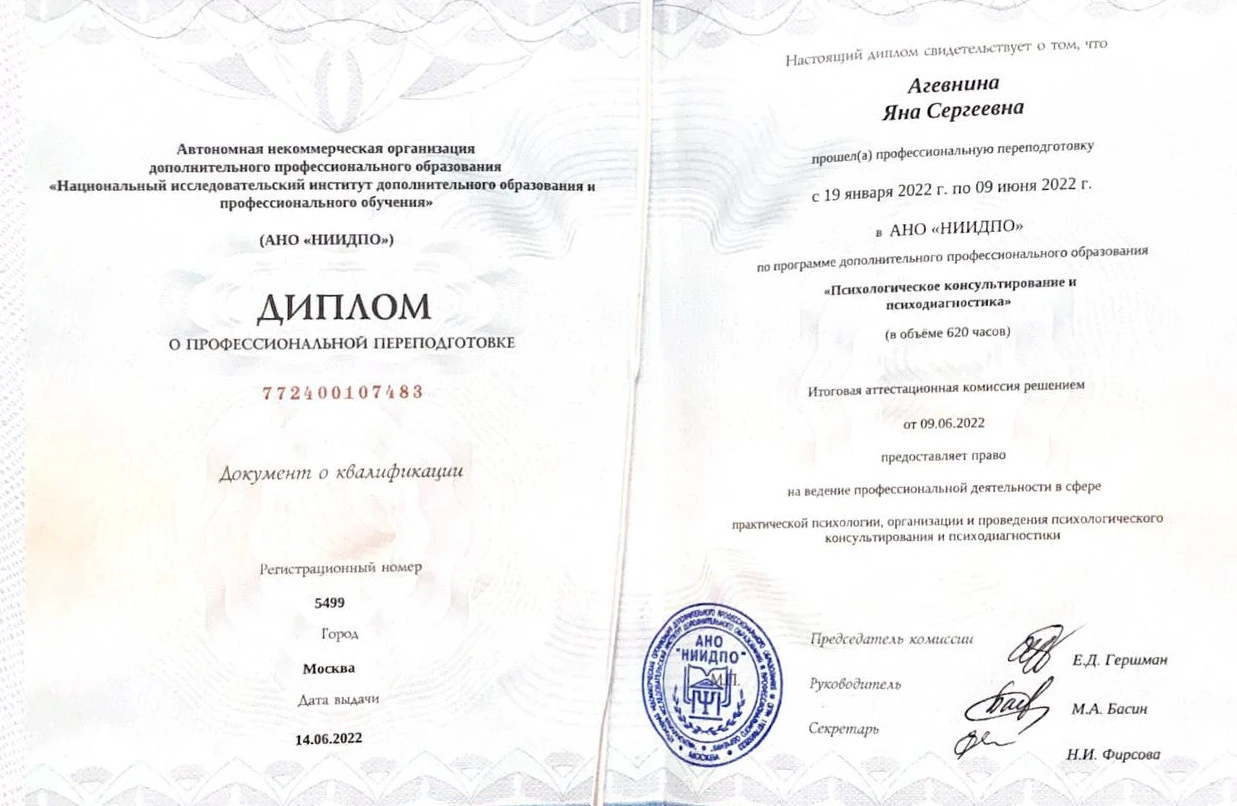 Автономная некоммерческая организация
дополнительного профессионального образования
«Национальный исследовательский институт дополнительного образования и
профессионального обучения»
(АНО «НИИДПО»)
ДИПЛОМ
О ПРОФЕССИОНАЛЬНОЙ ПЕРЕПОДГОТОВКЕ
772400107483
Документ о квалификации
Регистрационный номер
5499
Город
Москва
Дата выдачи
14.06.2022
Настоящий диплом свидетельствует о том, что
Агевнина
Яна Сергеевна
прошел(а) профессиональную переподготовку
с 19 января 2022 г. по 09 июня 2022 г.
в АНО «НИИДПО»
по программе дополнительного профессионального образования
«Психологическое консультирование и
психодиагностика»
(в объёме 620 часов)
Итоговая аттестационная комиссия решением
от 09.06.2022
предоставляет право
на ведение профессиональной деятельности в сфере
практической психологии, организации и проведения психологического
консультирования и психодиагностики
Председатель комиссии
Е.Д. Гершман
Руководитель
М.А. Басин
Секретарь
Н.И. Фирсова
АНО
"НИИДПО"
М.П.
МОСКВА